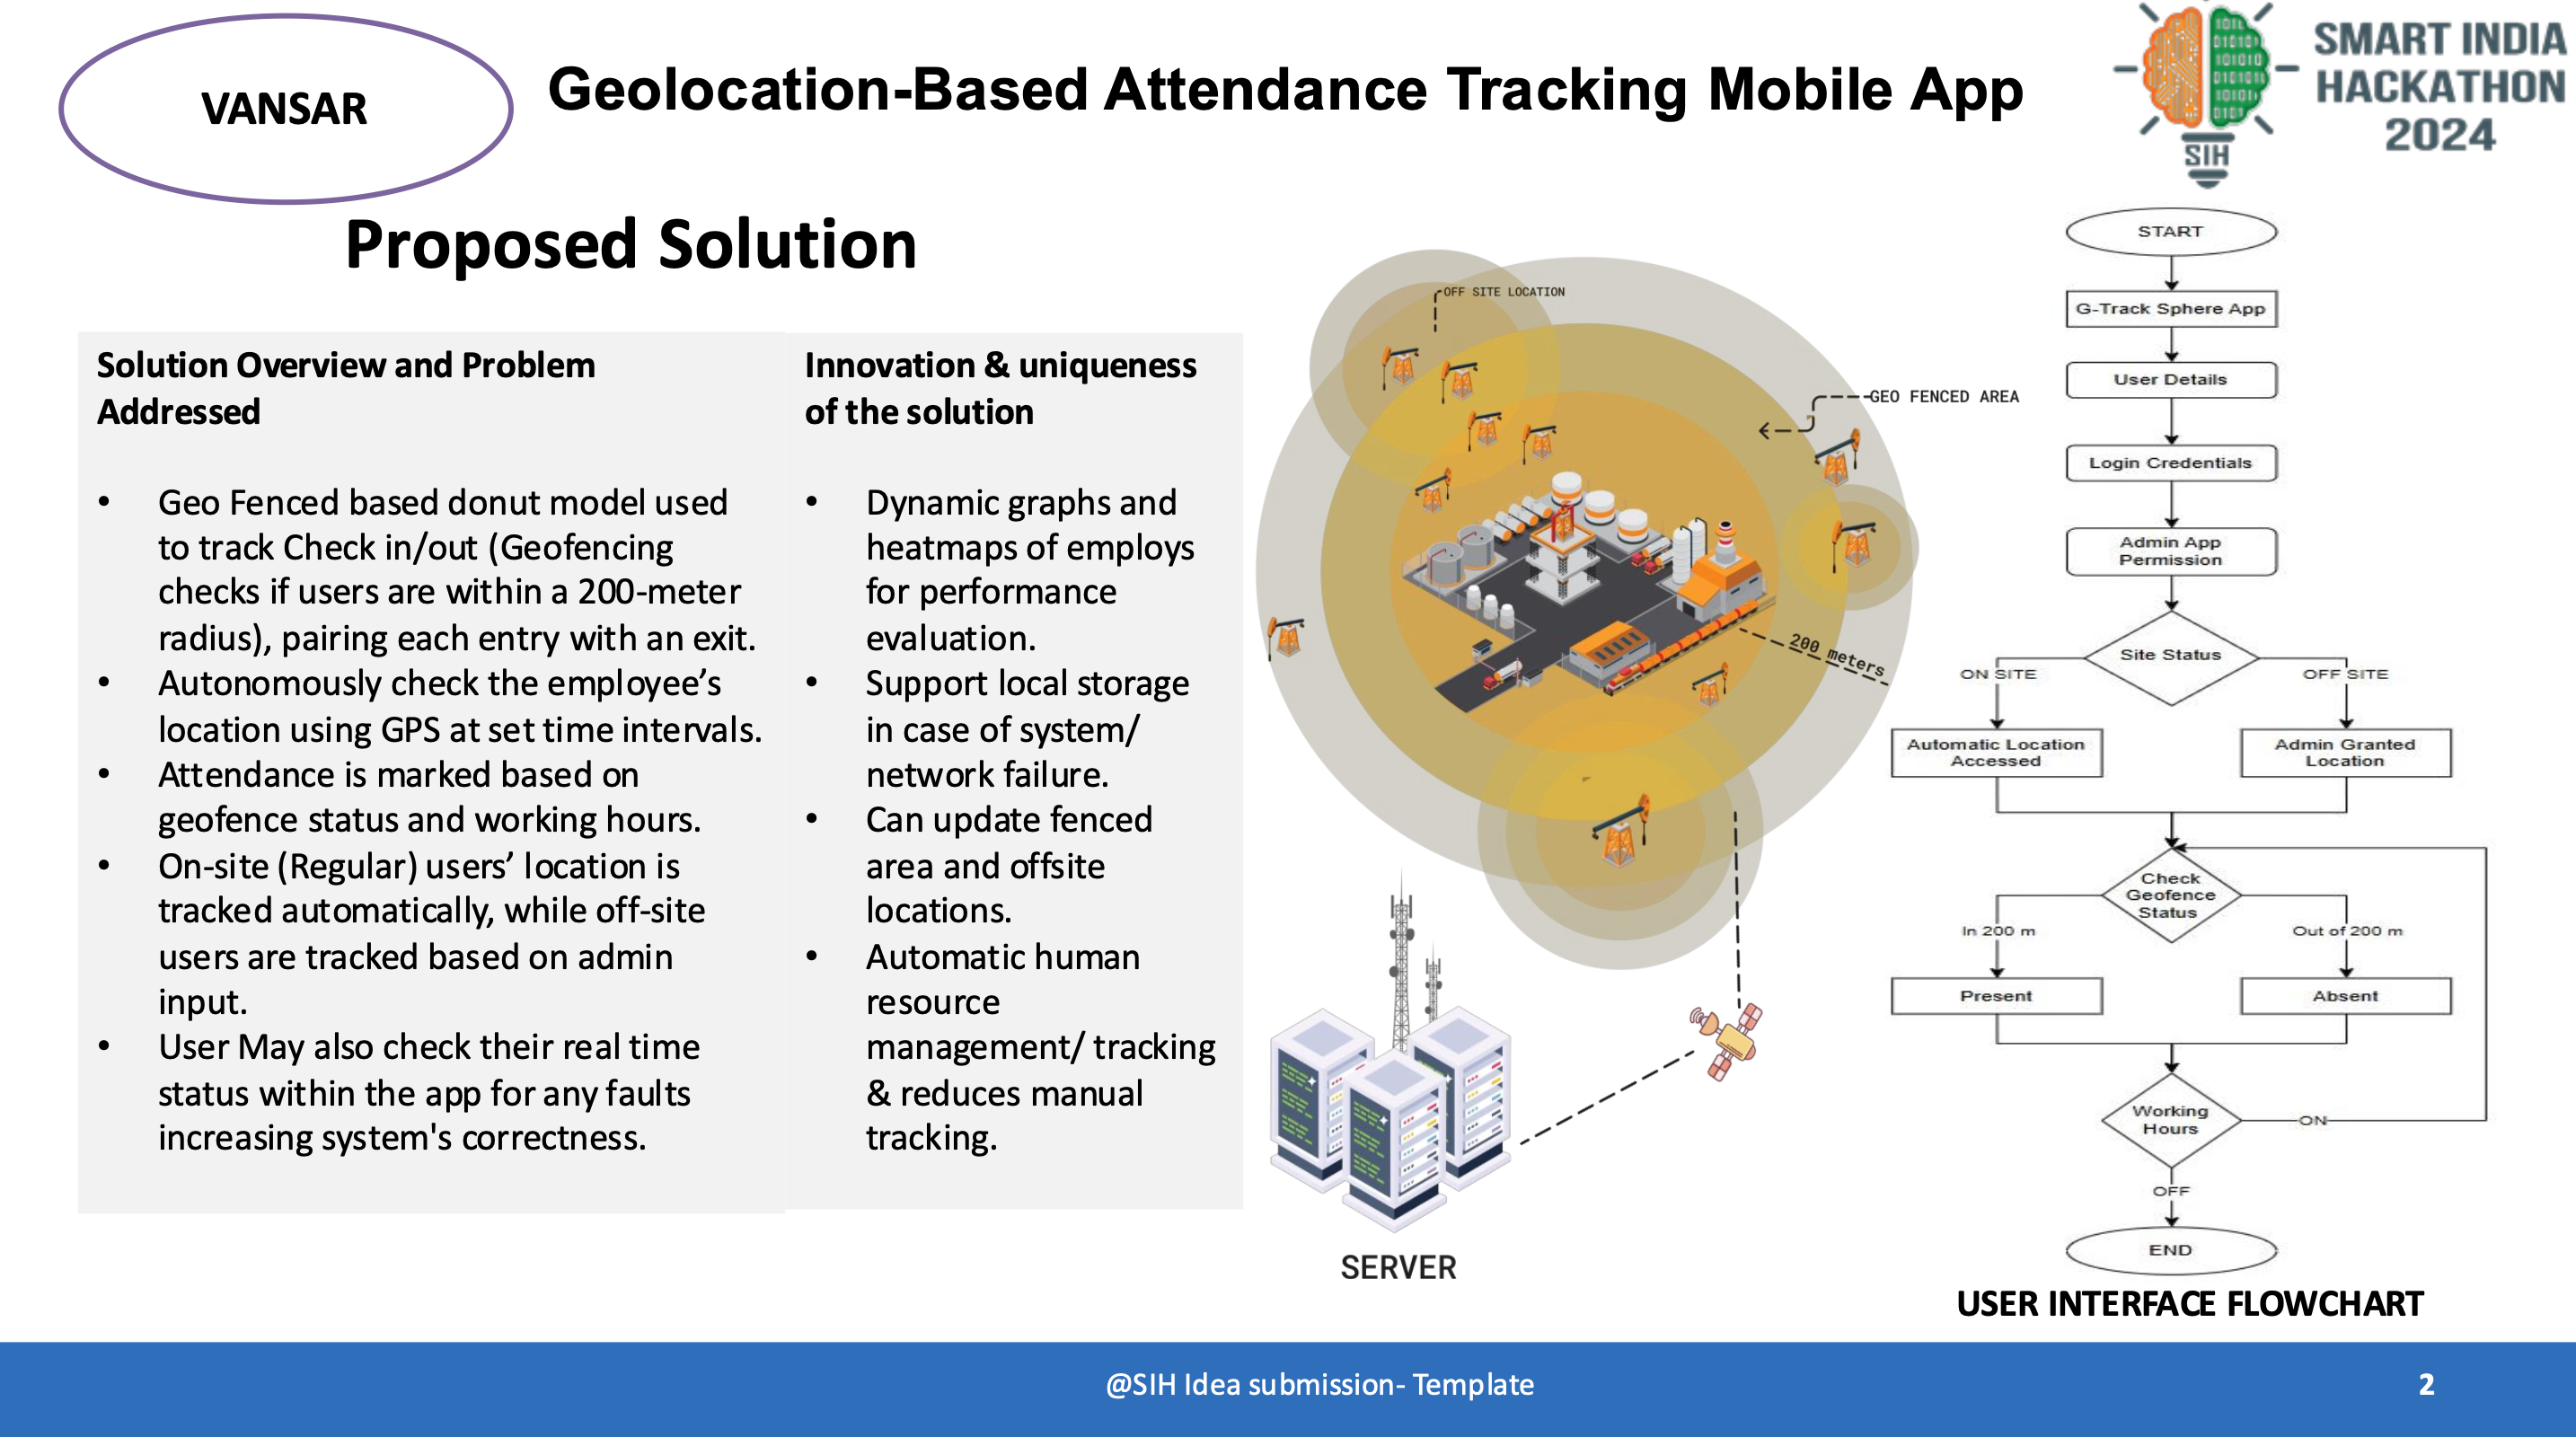 VANSAR
Geolocation-Based Attendance Tracking Mobile App
SMART INDIA
HACKATHON
2024
SIH
Proposed Solution
Solution Overview and Problem
Addressed
• Geo Fenced based donut model used
to track Check in/out (Geofencing
checks if users are within a 200-meter
radius), pairing each entry with an exit.
• Autonomously check the employee’s
location using GPS at set time intervals.
• Attendance is marked based on
geofence status and working hours.
• On-site (Regular) users’ location is
tracked automatically, while off-site
users are tracked based on admin
input.
• User May also check their real time
status within the app for any faults
increasing system's correctness.
Innovation & uniqueness
of the solution
• Dynamic graphs and
heatmaps of employs
for performance
evaluation.
• Support local storage
in case of system/
network failure.
• Can update fenced
area and offsite
locations.
• Automatic human
resource
management/ tracking
& reduces manual
tracking.
OFF SITE LOCATION
GEO FENCED AREA
200 meters
SERVER
START
G-Track Sphere App
User Details
Login Credentials
Admin App
Permission
Site Status
ON SITE
OFF SITE
Automatic Location
Accessed
Admin Granted
Location
Check
Geofence
Status
In 200 m
Out of 200 m
Present
Absent
Working
Hours
ON
OFF
END
USER INTERFACE FLOWCHART
@SIH Idea submission- Template
2